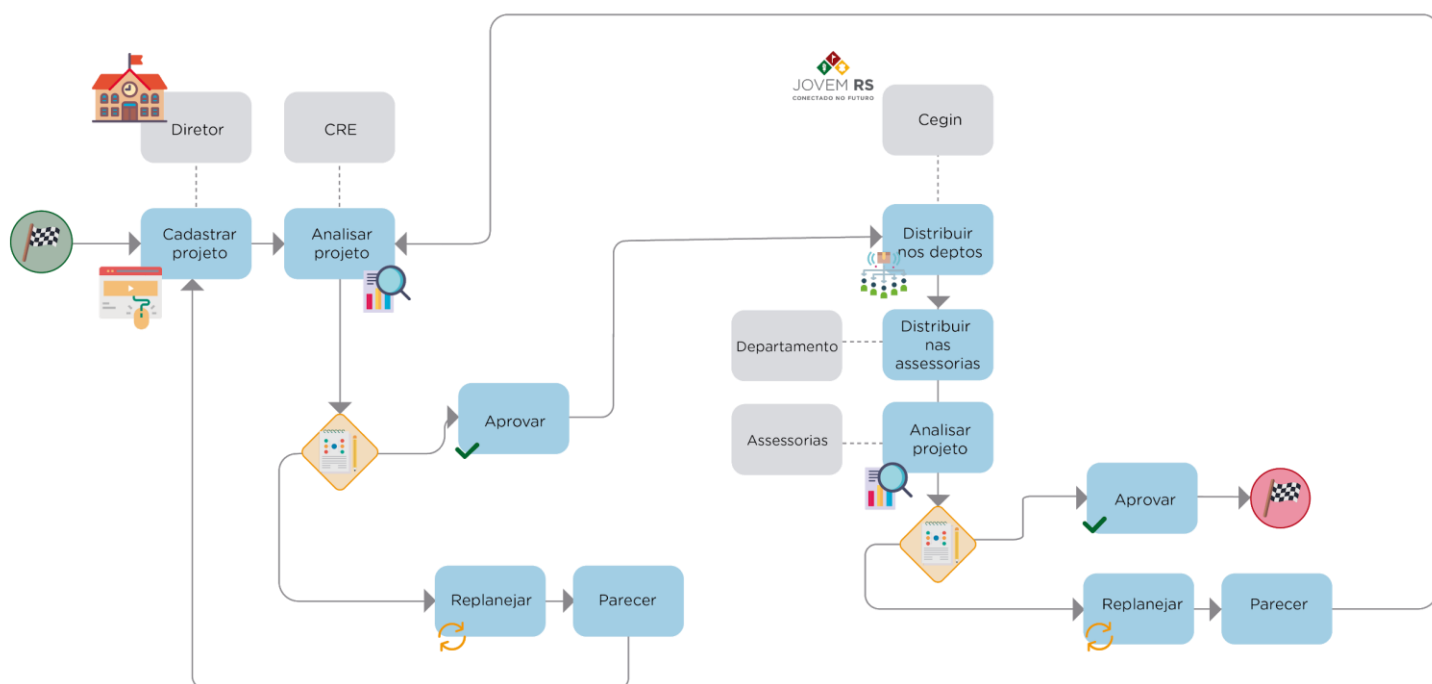 JOVEM RS
CONECTADO NO FUTURO
Diretor
CRE
Cegin
Cadastrar
projeto
Analisar
projeto
Distribuir
nos deptos
Departamento
Distribuir
nas
assessorias
Aprovar
Assessorias
Analisar
projeto
Aprovar
Replanejar
Parecer
Replanejar
Parecer